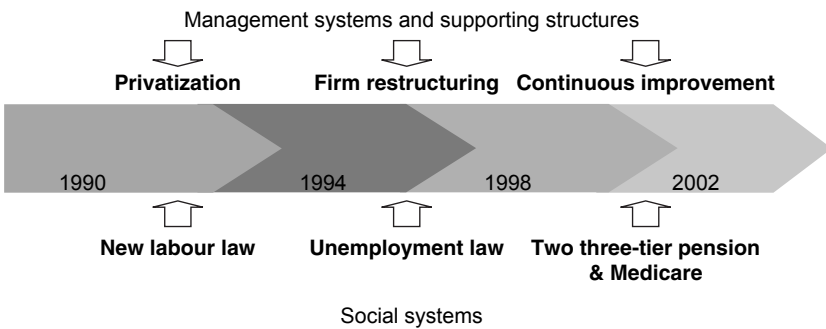 Management systems and supporting structures
Privatization Firm restructuring Continuous improvement
1990 1994 1998 2002
New labour law Unemployment law Two three-tier pension
& Medicare
Social systems